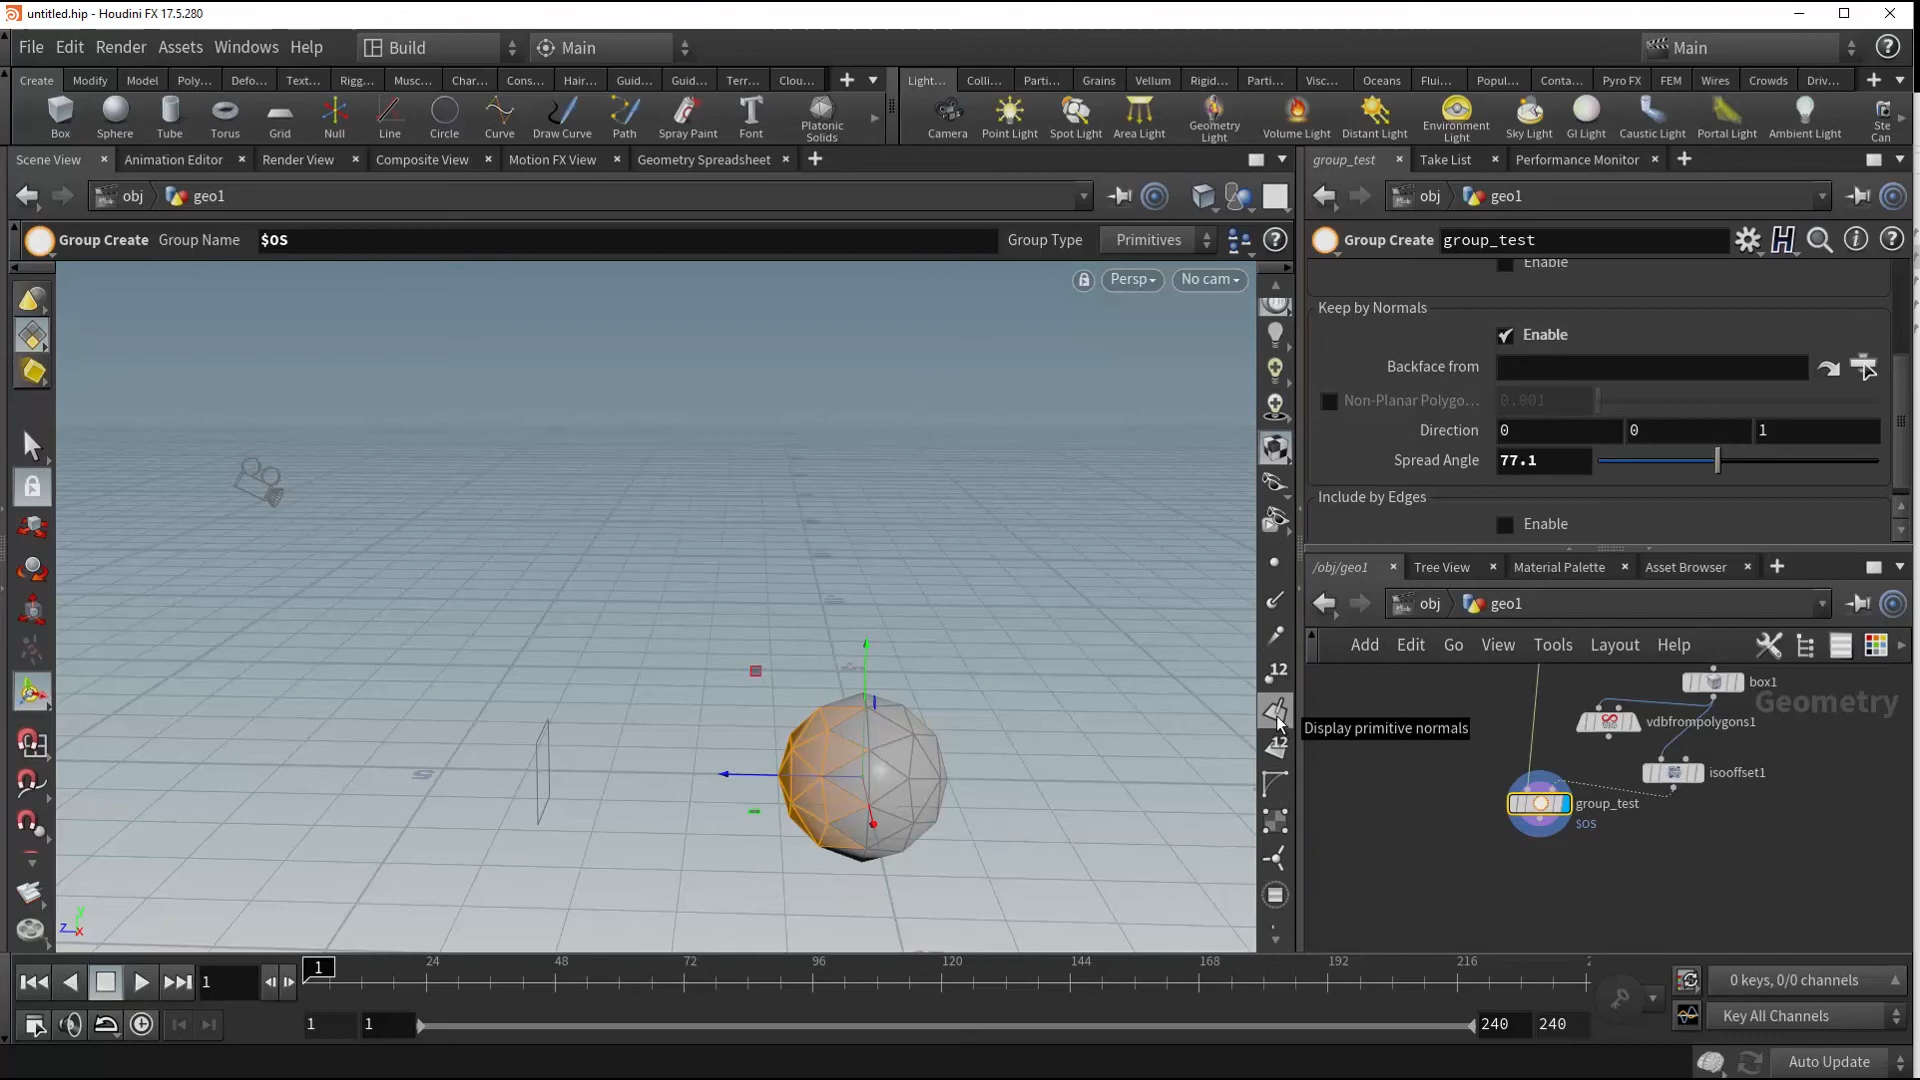 untitled.hip - Houdini FX 17.5.280
File Edit Render Assets Windows Help Build Main Main
Create Modify Model Poly... Defo... Text... Rigg... Musc... Char... Cons... Hair... Guid... Guid... Terr... Clou...
Light... Colli... Parti... Grains Vellum Rigid... Parti... Visc... Oceans Flui... Popul... Conta... Pyro FX FEM Wires Crowds Driv...
Box Sphere Tube Torus Grid Null Line Circle Curve Draw Curve Path Spray Paint Font Platonic Solids
Camera Point Light Spot Light Area Light Geometry Light Volume Light Distant Light Environment Light Sky Light GI Light Caustic Light Portal Light Ambient Light Ste Can
Scene View Animation Editor Render View Composite View Motion FX View Geometry Spreadsheet
obj geo1
Group Create Group Name $OS Group Type Primitives
Persp No cam
5
12
12
Display primitive normals
z y x
group_test Take List Performance Monitor
obj geo1
Group Create group_test
Enable
Keep by Normals
Enable
Backface from
Non-Planar Polygo... 0.001
Direction 0 0 1
Spread Angle 77.1
Include by Edges
Enable
/obj/geo1 Tree View Material Palette Asset Browser
obj geo1
Add Edit Go View Tools Layout Help
box1
Geometry
vdbfrompolygons1
isooffset1
group_test
$OS
1 1 24 48 72 96 120 144 168 192 216 2
0 keys, 0/0 channels
1 1 240 240
Key All Channels
Auto Update